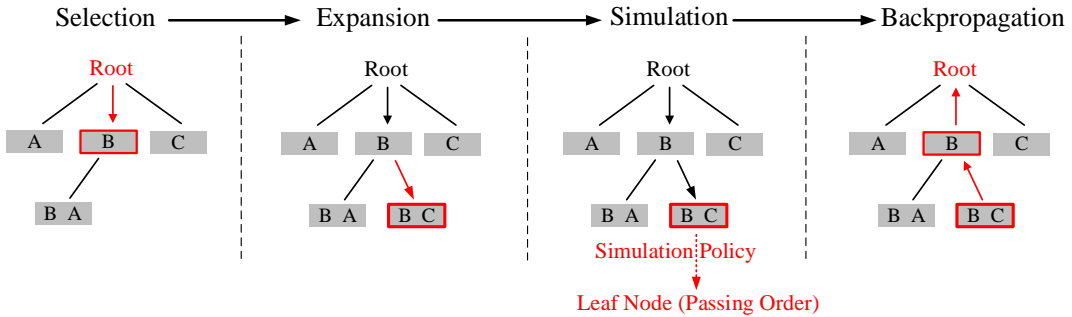 Selection Expansion Simulation Backpropagation
Root Root Root Root
A B C A B C A B C A B C
B A B A B C B A B C B A B C
Simulation Policy
Leaf Node (Passing Order)